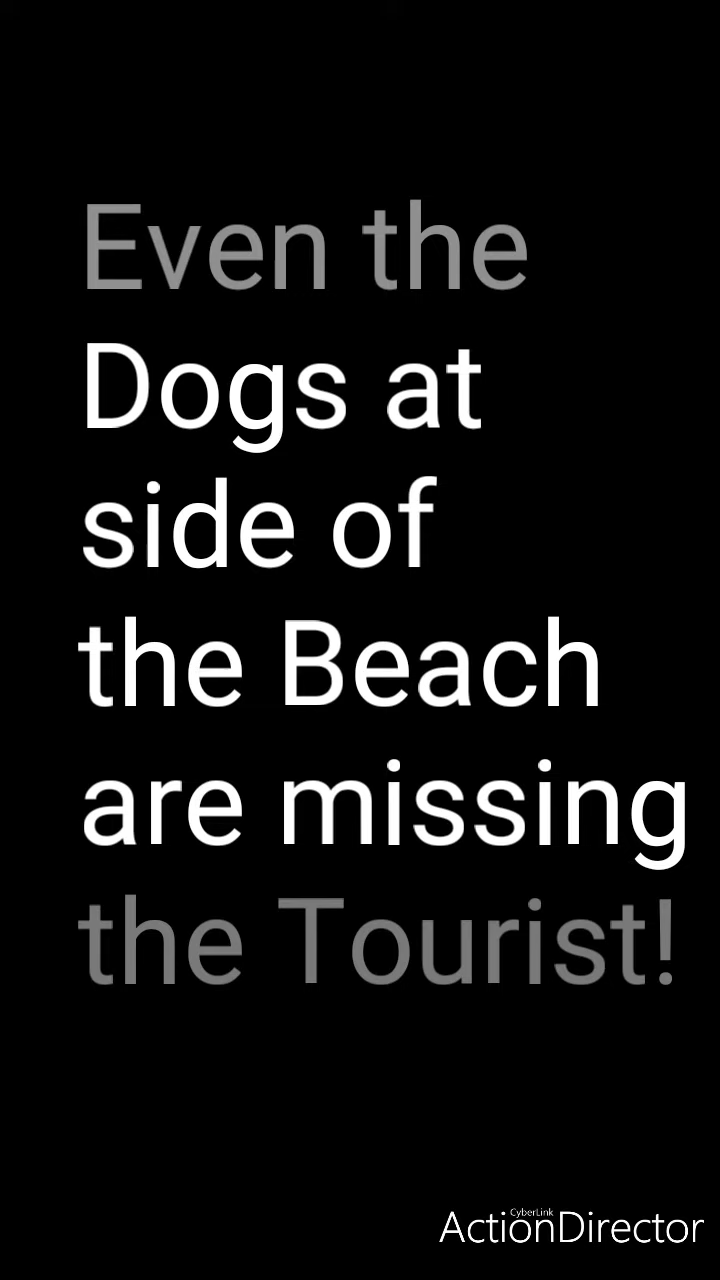 Even the
Dogs at
side of
the Beach
are missing
the Tourist!
CyberLink
ActionDirector